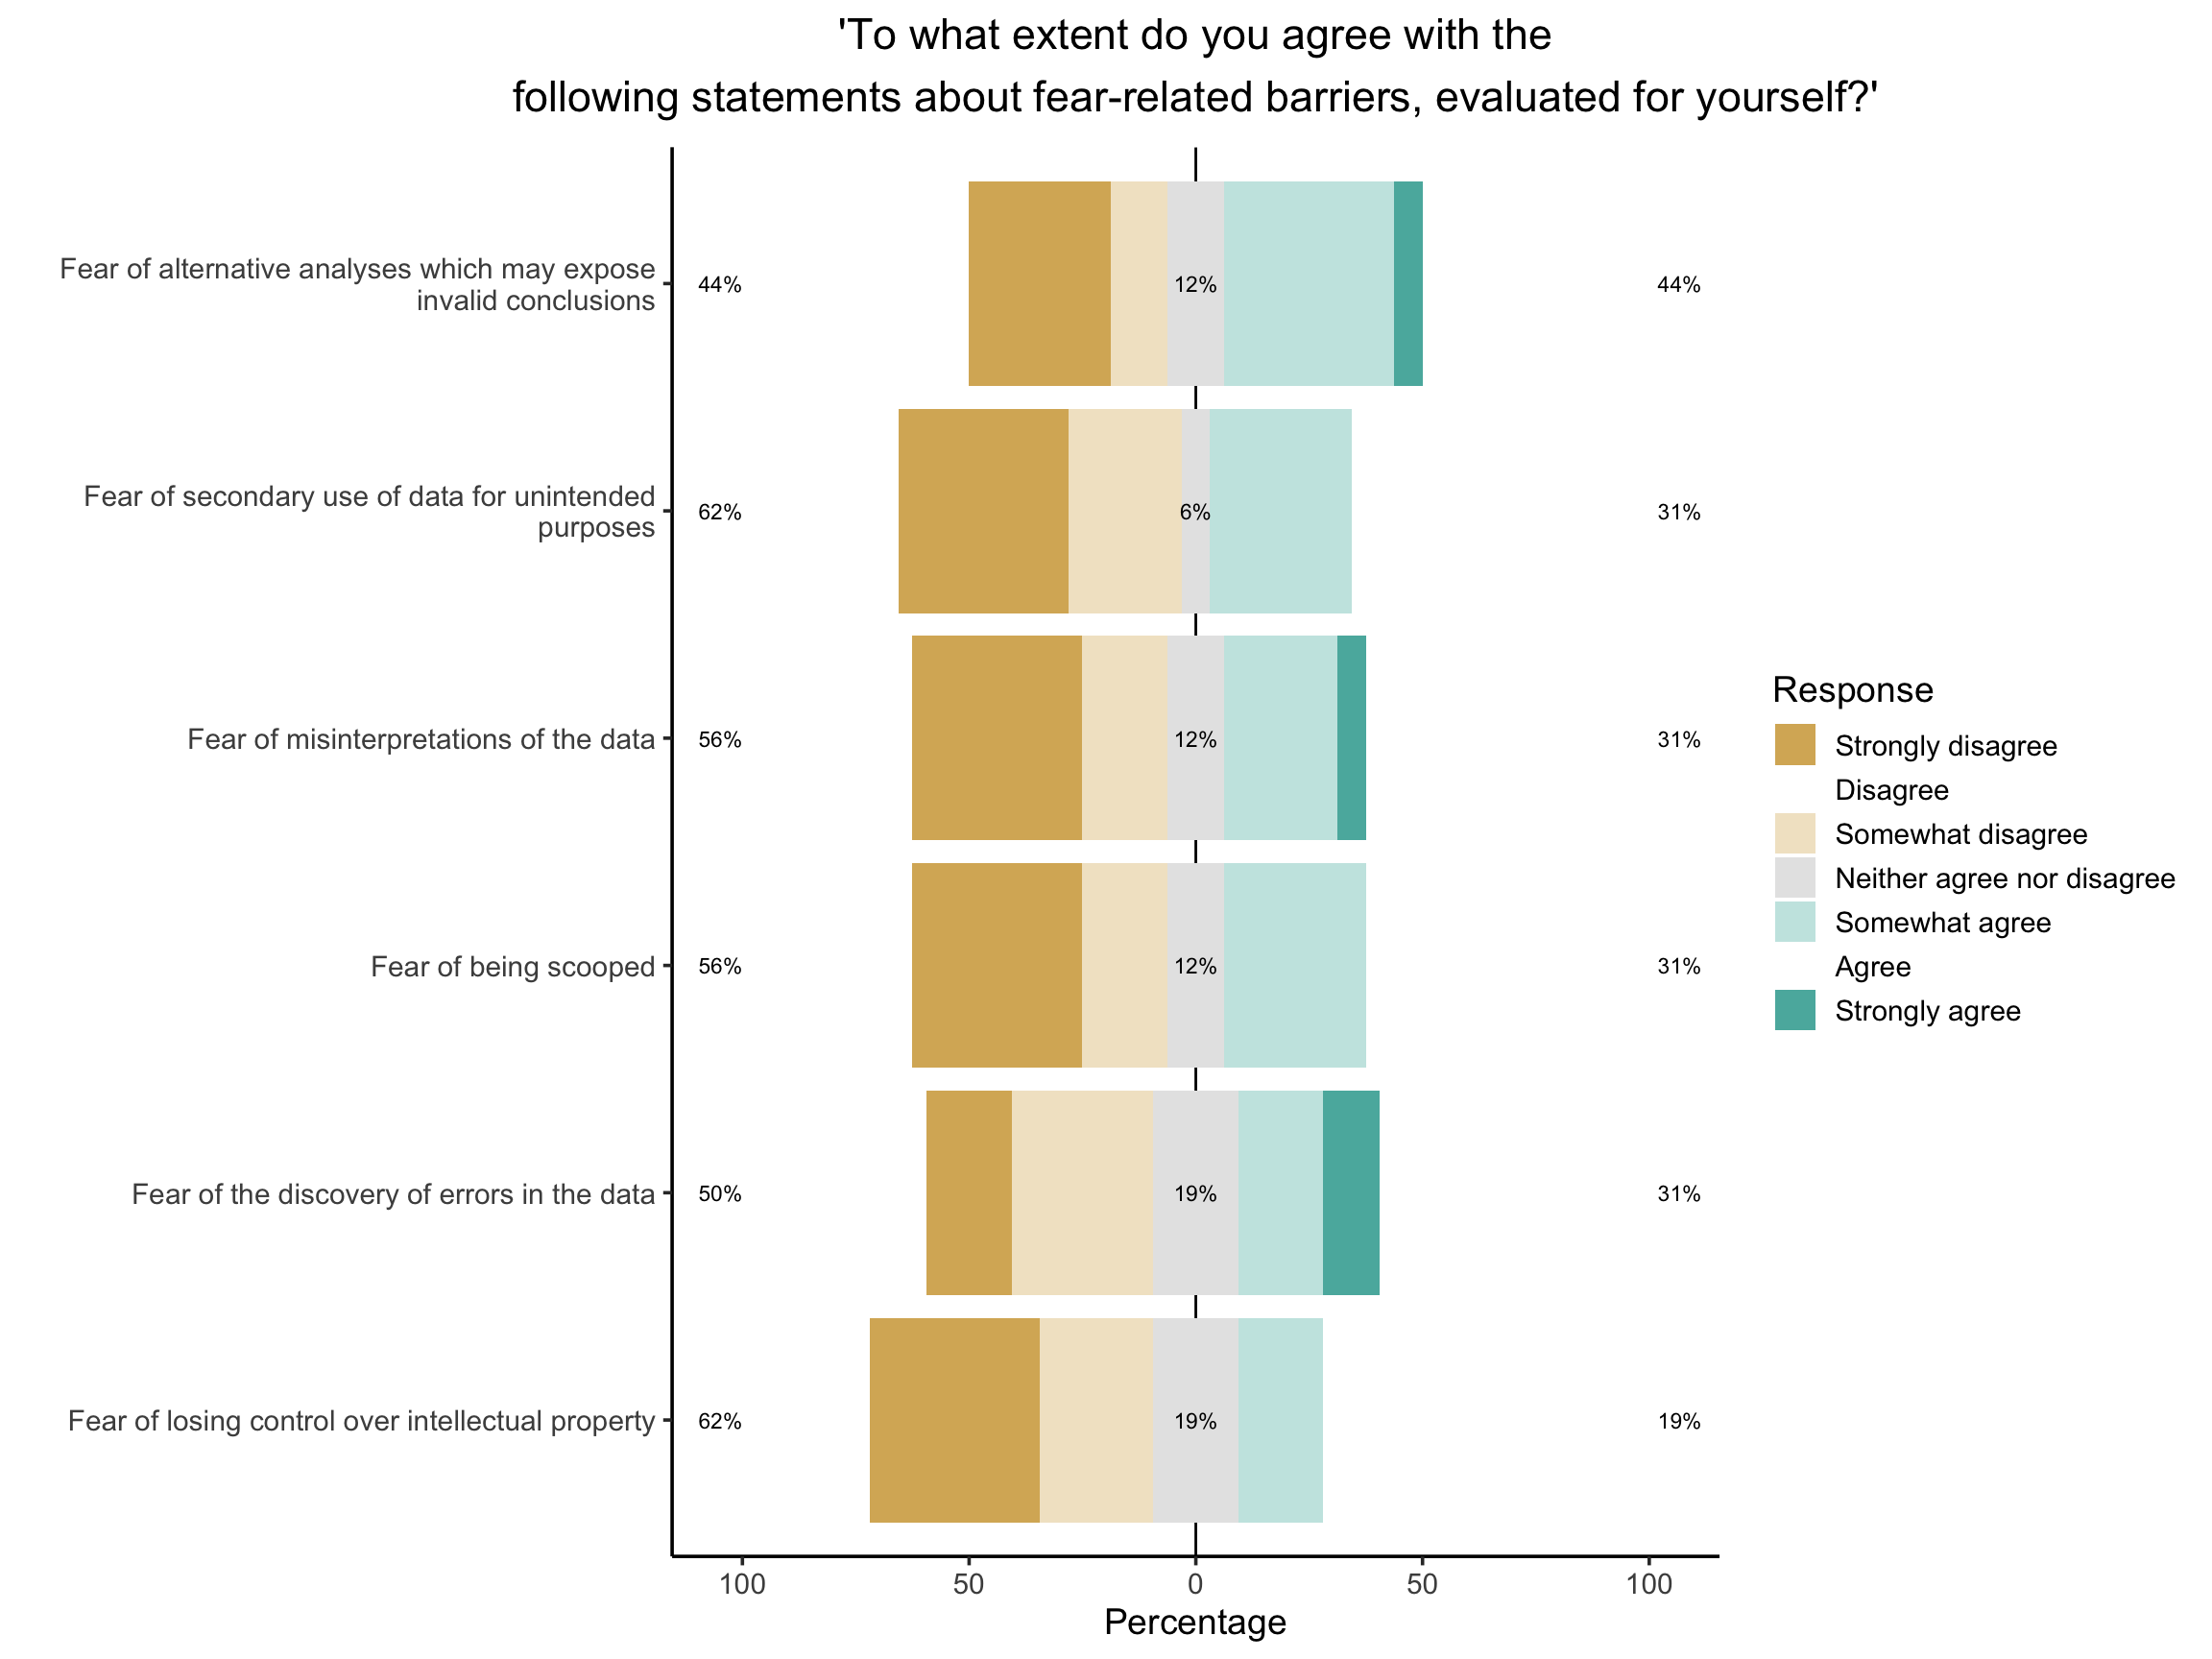 'To what extent do you agree with the
following statements about fear-related barriers, evaluated for yourself?'
Fear of alternative analyses which may expose
invalid conclusions
44%
12%
44%
Fear of secondary use of data for unintended
purposes
62%
6%
31%
Fear of misinterpretations of the data
56%
12%
31%
Fear of being scooped
56%
12%
31%
Fear of the discovery of errors in the data
50%
19%
31%
Fear of losing control over intellectual property
62%
19%
19%
100
50
0
50
100
Percentage
Response
Strongly disagree
Disagree
Somewhat disagree
Neither agree nor disagree
Somewhat agree
Agree
Strongly agree